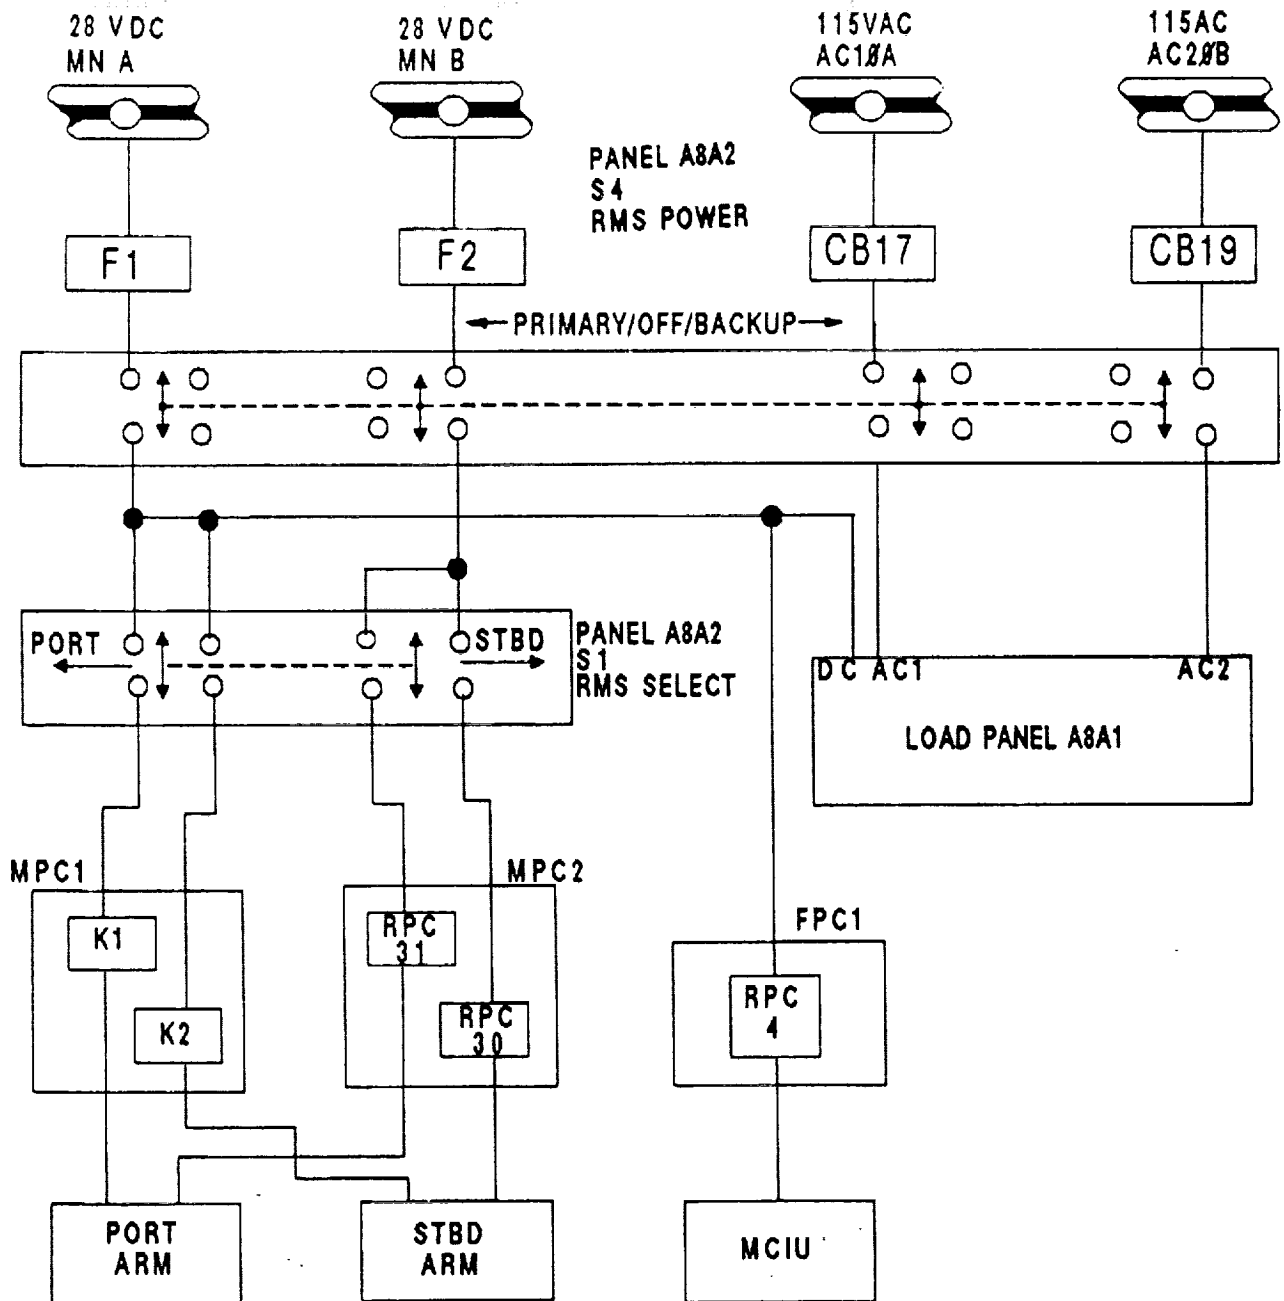 28 VDC
MN A
28 VDC
MN B
115VAC
AC1ØA
115AC
AC2ØB
PANEL A8A2
S4
RMS POWER
F1
F2
CB17
CB19
PRIMARY/OFF/BACKUP
PORT
STBD
PANEL A8A2
S1
RMS SELECT
DC AC1
AC2
LOAD PANEL A8A1
MPC1
MPC2
FPC1
K1
RPC
31
K2
RPC
30
RPC
4
PORT
ARM
STBD
ARM
MCIU